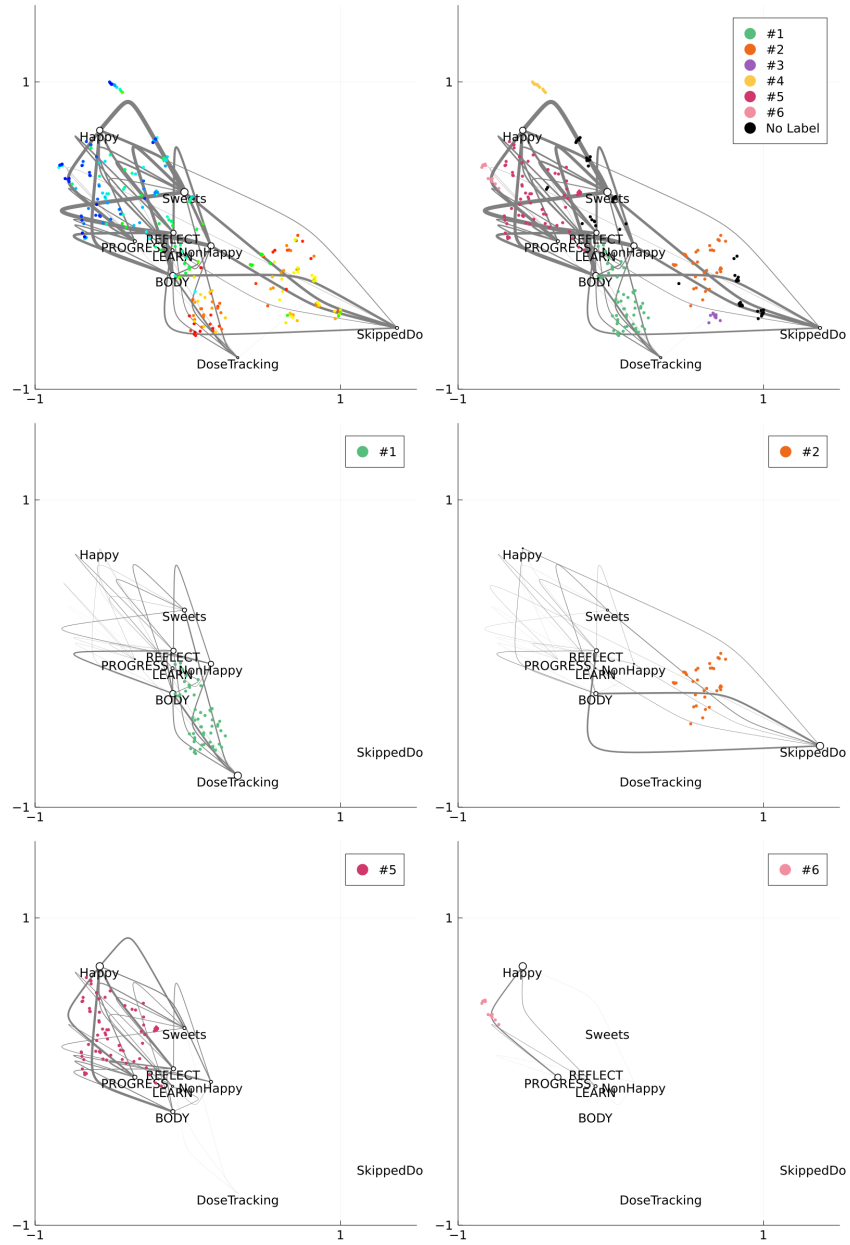 1
Happy
Sweets
REFLECT
PROGRESS
NonHappy
LEARN
BODY
SkippedDo
DoseTracking
−1
−1
1
#1
#2
#3
#4
#5
#6
No Label
1
Happy
Sweets
REFLECT
PROGRESS
NonHappy
LEARN
BODY
SkippedDo
DoseTracking
−1
−1
1
#1
1
Happy
Sweets
REFLECT
PROGRESS
NonHappy
LEARN
BODY
SkippedDo
DoseTracking
−1
−1
1
#2
1
Happy
Sweets
REFLECT
PROGRESS
NonHappy
LEARN
BODY
SkippedDo
DoseTracking
−1
−1
1
#5
1
Happy
Sweets
REFLECT
PROGRESS
NonHappy
LEARN
BODY
SkippedDo
DoseTracking
−1
−1
1
#6
1
Happy
Sweets
REFLECT
PROGRESS
NonHappy
LEARN
BODY
SkippedDo
DoseTracking
−1
−1
1